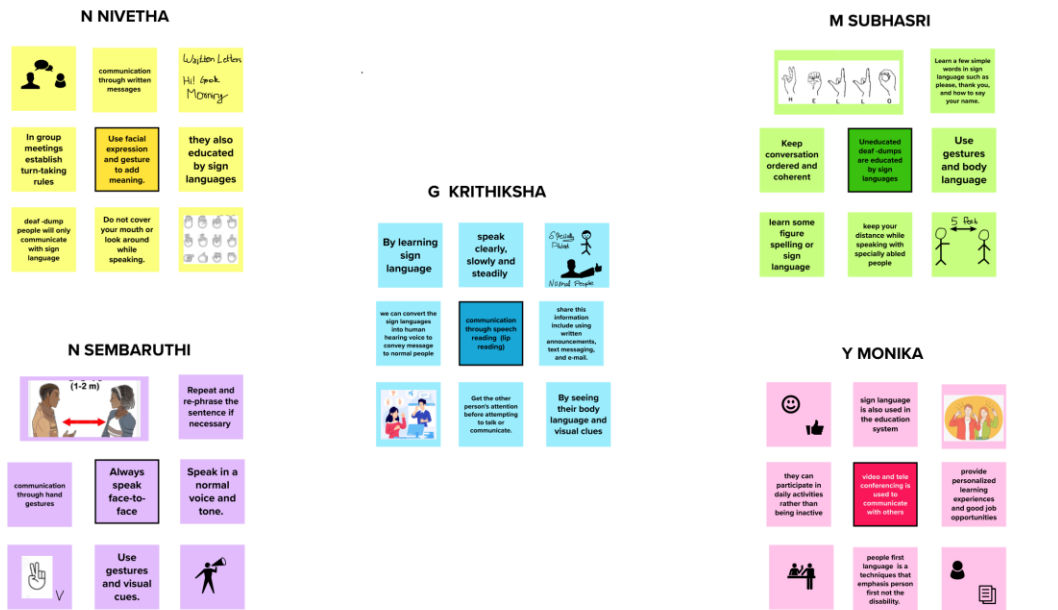 N NIVETHA
communication
through written
messages
Written Letters
Hi! Good
Morning
In group
meetings
establish
turn-taking
rules
Use facial
expression
and gesture
to add
meaning.
they also
educated
by sign
languages
deaf -dump
people will only
communicate
with sign
language
Do not cover
your mouth or
look around
while
speaking.
M SUBHASRI
H E L L O
Learn a few simple
words in sign
language such as
please, thank you,
and how to say
your name.
Keep
conversation
ordered and
coherent
Uneducated
deaf -dumps
are educated
by sign
languages
Use
gestures
and body
language
learn some
figure
spelling or
sign
language
keep your
distance while
speaking with
specially abled
people
5 feet
G KRITHIKSHA
By learning
sign
language
speak
clearly,
slowly and
steadily
Normal People
we can convert the
sign languages
into human
hearing voice to
convey message
to normal people
communication
through speech
reading (lip
reading)
share this
information
include using
written
announcements,
text messaging,
and e-mail.
Get the other
person's attention
before attempting
to talk or
communicate.
By seeing
their body
language and
visual clues
N SEMBARUTHI
(1-2 m)
Repeat and
re-phrase the
sentence if
necessary
communication
through hand
gestures
Always
speak
face-to-
face
Speak in a
normal
voice and
tone.
V
Use
gestures
and visual
cues.
Y MONIKA
sign language
is also used in
the education
system
they can
participate in
daily activities
rather than
being inactive
video and tele
conferencing is
used to
communicate
with others
provide
personalized
learning
experiences
and good job
opportunities
people first
language is a
techniques that
emphasis person
first not the
disability.